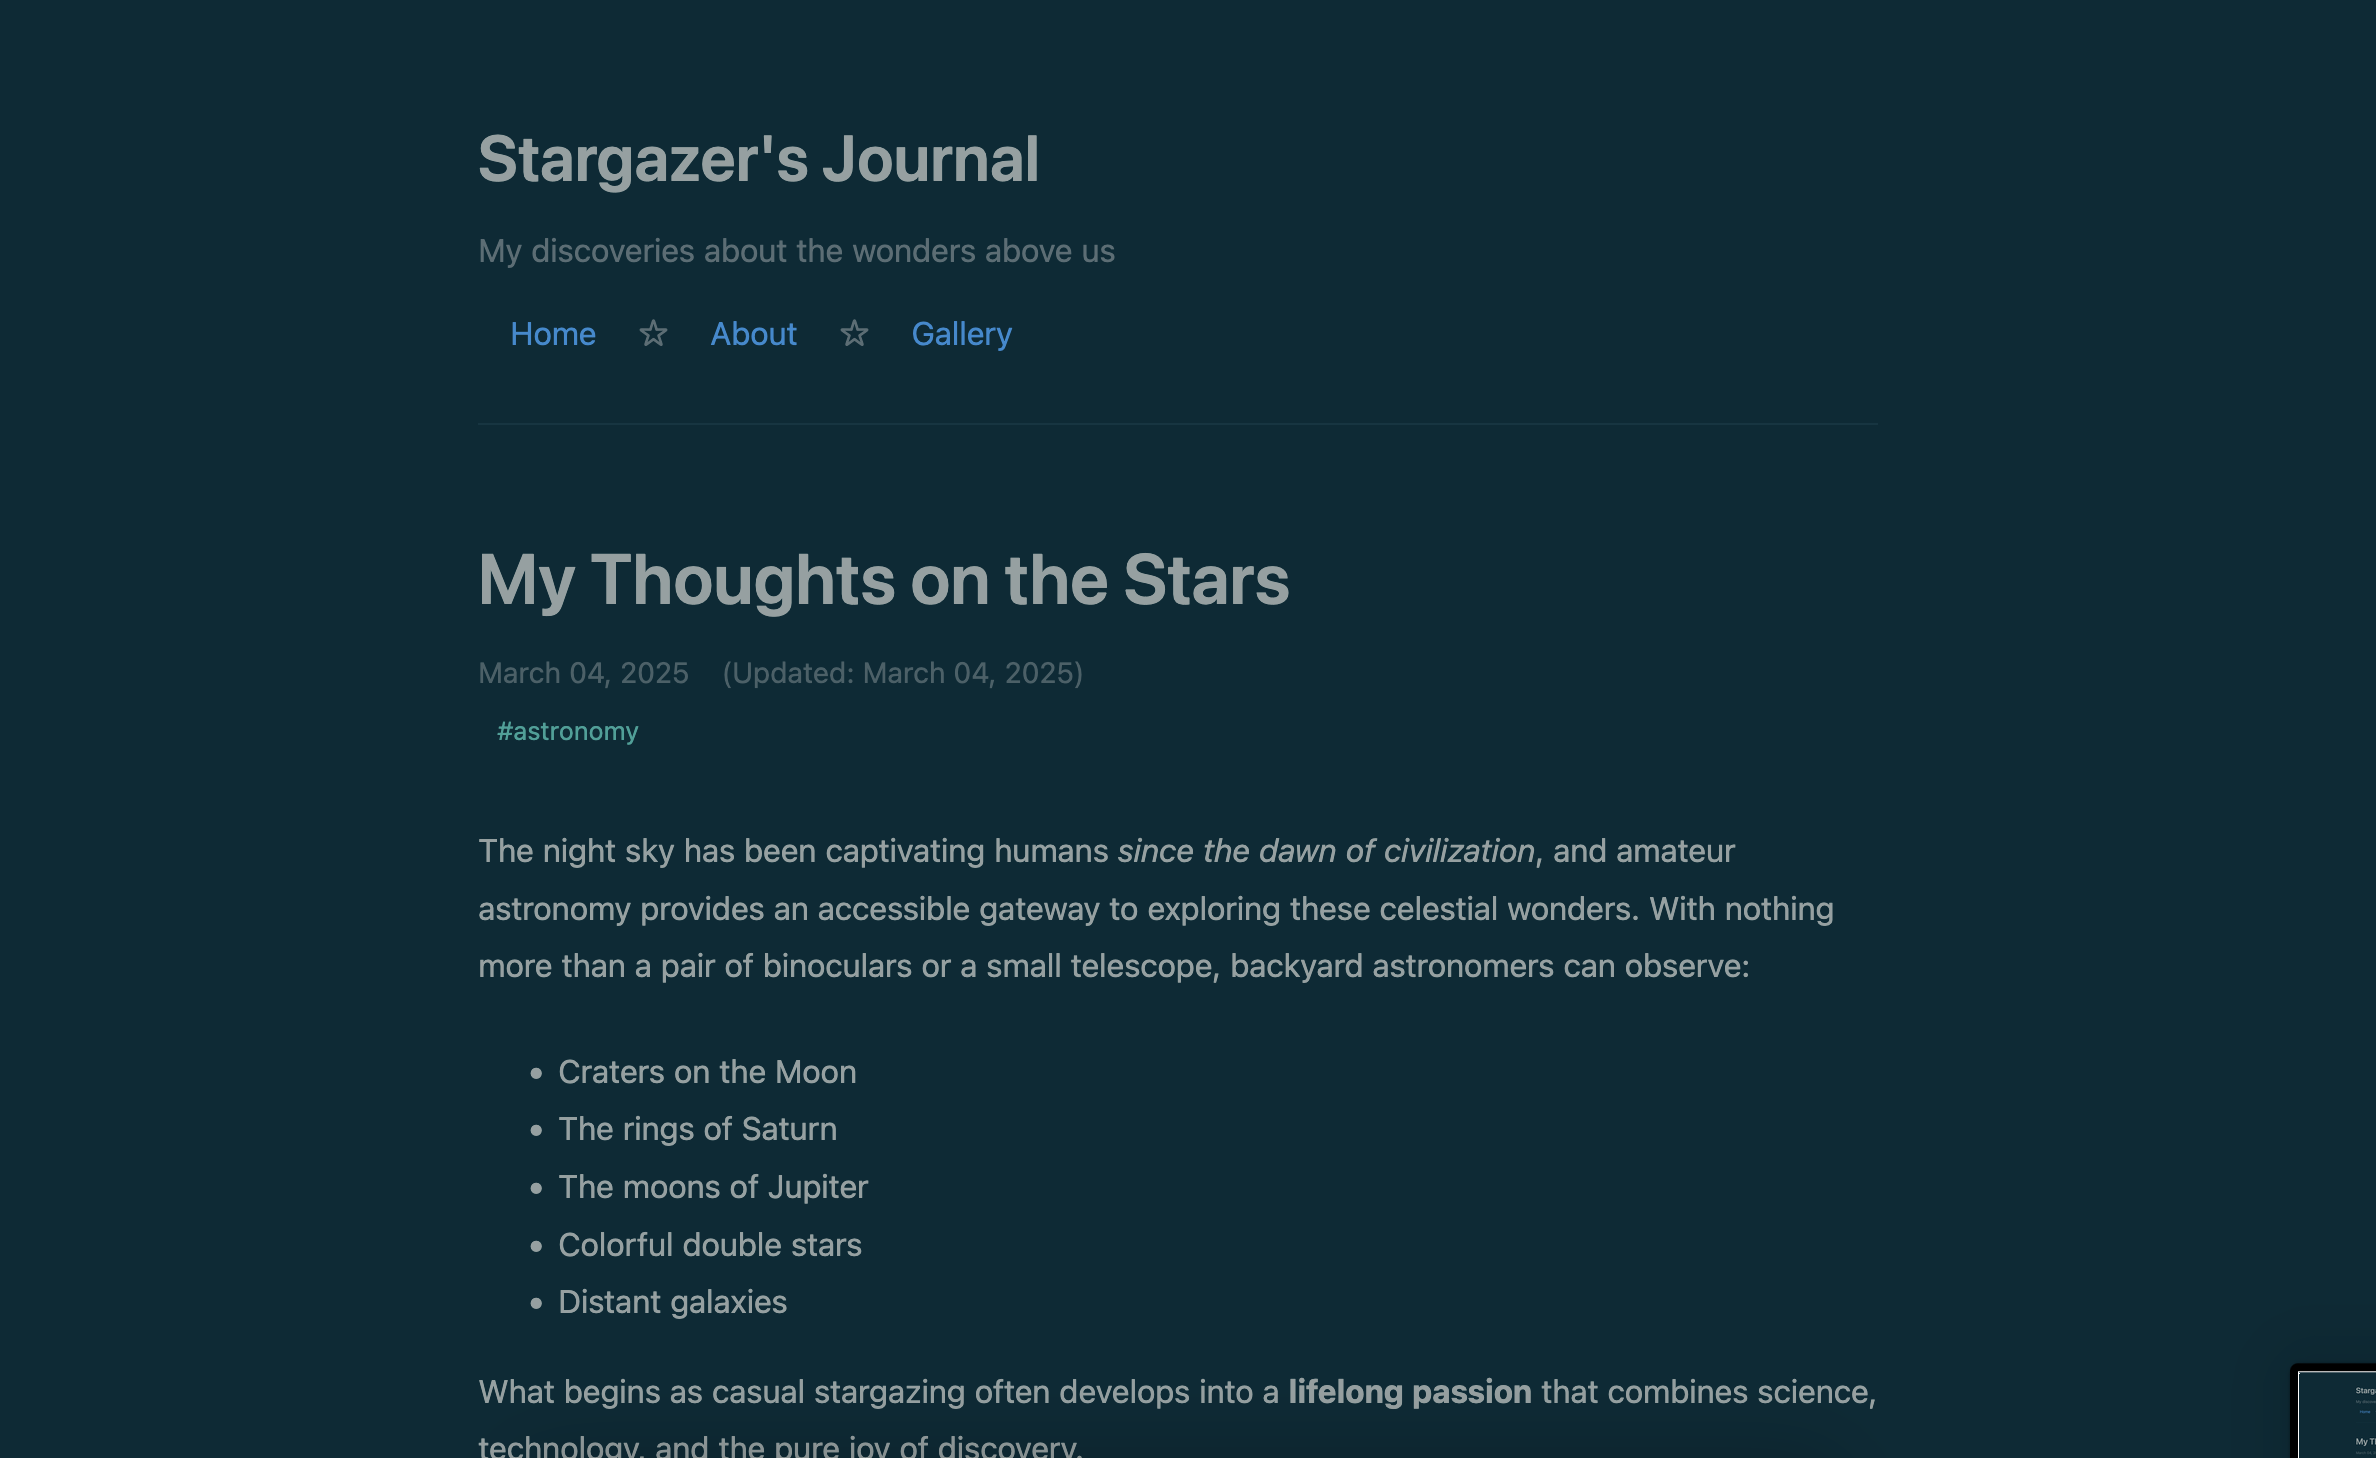 Stargazer's Journal
My discoveries about the wonders above us
Home ☆ About ☆ Gallery
My Thoughts on the Stars
March 04, 2025 (Updated: March 04, 2025)
#astronomy
The night sky has been captivating humans since the dawn of civilization, and amateur
astronomy provides an accessible gateway to exploring these celestial wonders. With nothing
more than a pair of binoculars or a small telescope, backyard astronomers can observe:
• Craters on the Moon
• The rings of Saturn
• The moons of Jupiter
• Colorful double stars
• Distant galaxies
What begins as casual stargazing often develops into a lifelong passion that combines science,
technology, and the pure joy of discovery.